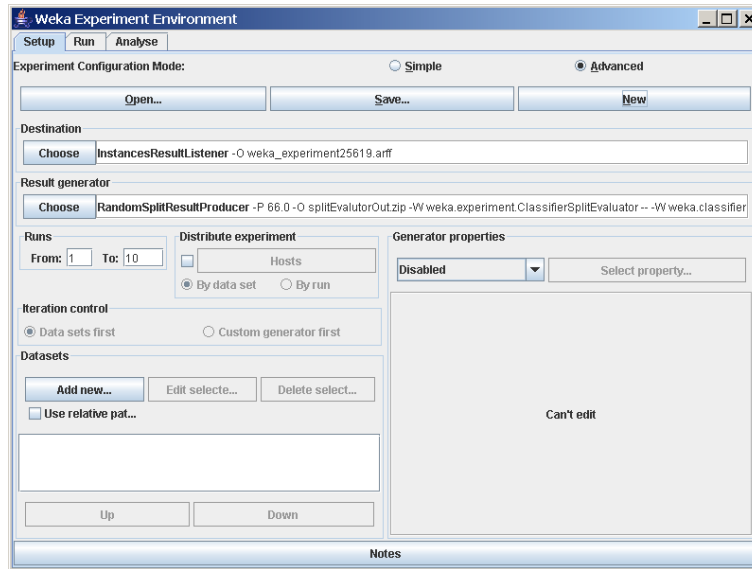 Weka Experiment Environment
Setup Run Analyse
Experiment Configuration Mode: Simple Advanced
Open... Save... New
Destination
Choose InstancesResultListener -O weka_experiment25619.arff
Result generator
Choose RandomSplitResultProducer -P 66.0 -O splitEvalutorOut.zip -W weka.experiment.ClassifierSplitEvaluator -- -W weka.classifier
Runs
From: 1 To: 10
Distribute experiment
Hosts
By data set By run
Generator properties
Disabled Select property...
Can't edit
Iteration control
Data sets first Custom generator first
Datasets
Add new... Edit selecte... Delete select...
Use relative pat...
Up Down
Notes